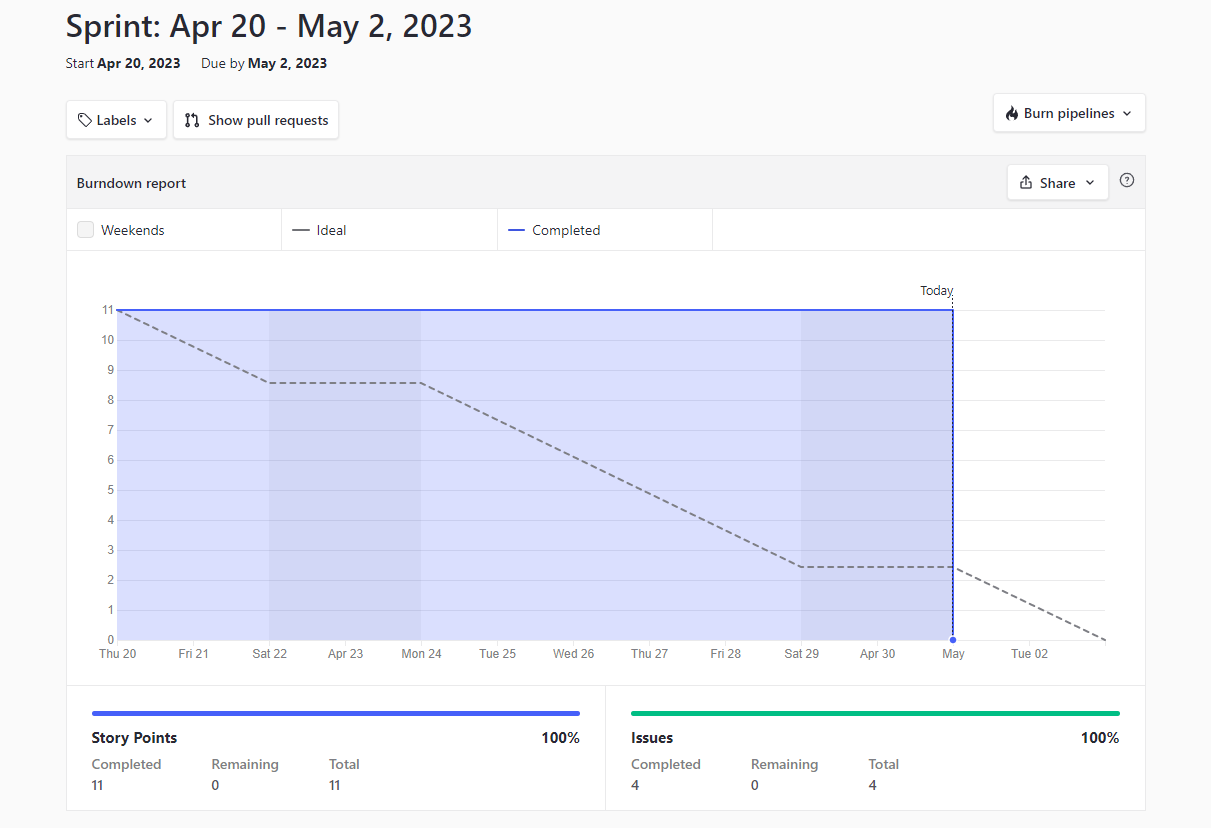 Sprint: Apr 20 - May 2, 2023
Start Apr 20, 2023 Due by May 2, 2023
Labels Show pull requests Burn pipelines
Burndown report Share
Weekends Ideal Completed
Today
11
10
9
8
7
6
5
4
3
2
1
0
Thu 20 Fri 21 Sat 22 Apr 23 Mon 24 Tue 25 Wed 26 Thu 27 Fri 28 Sat 29 Apr 30 May Tue 02
Story Points 100%
Completed Remaining Total
11 0 11
Issues 100%
Completed Remaining Total
4 0 4